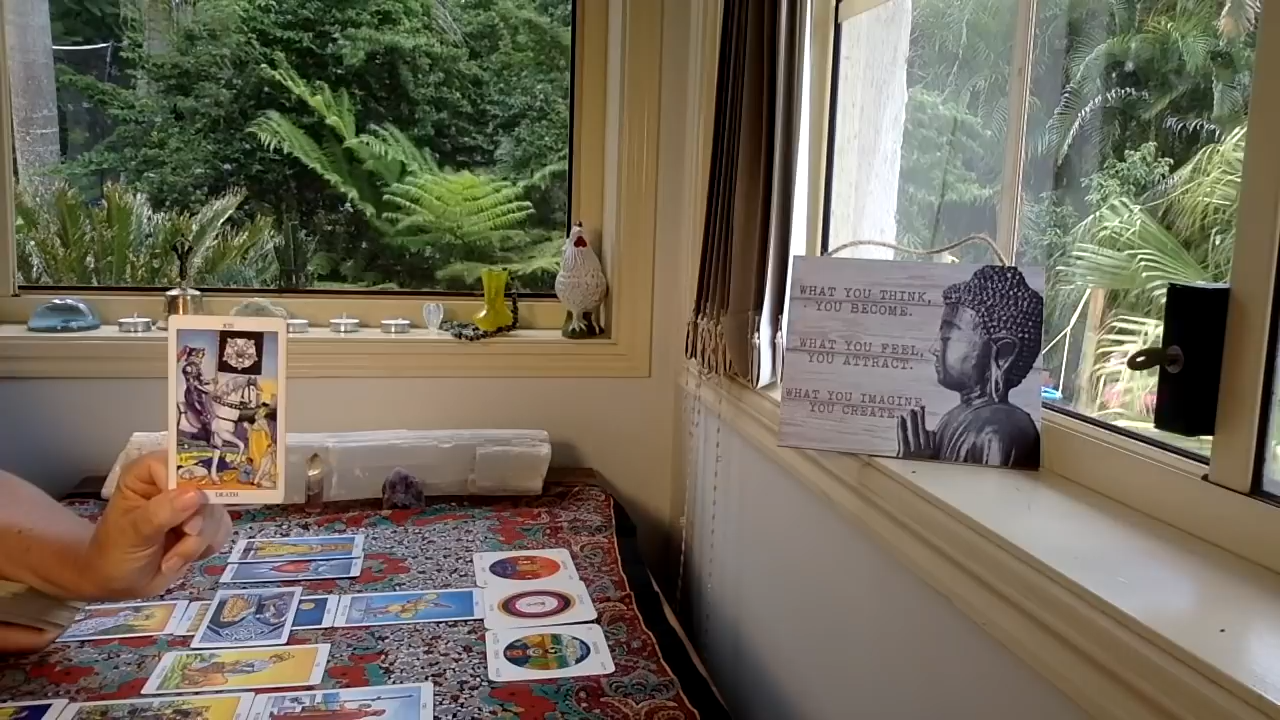 XIII
DEATH
WHAT YOU THINK,
YOU BECOME.
WHAT YOU FEEL,
YOU ATTRACT.
WHAT YOU IMAGINE
YOU CREATE.